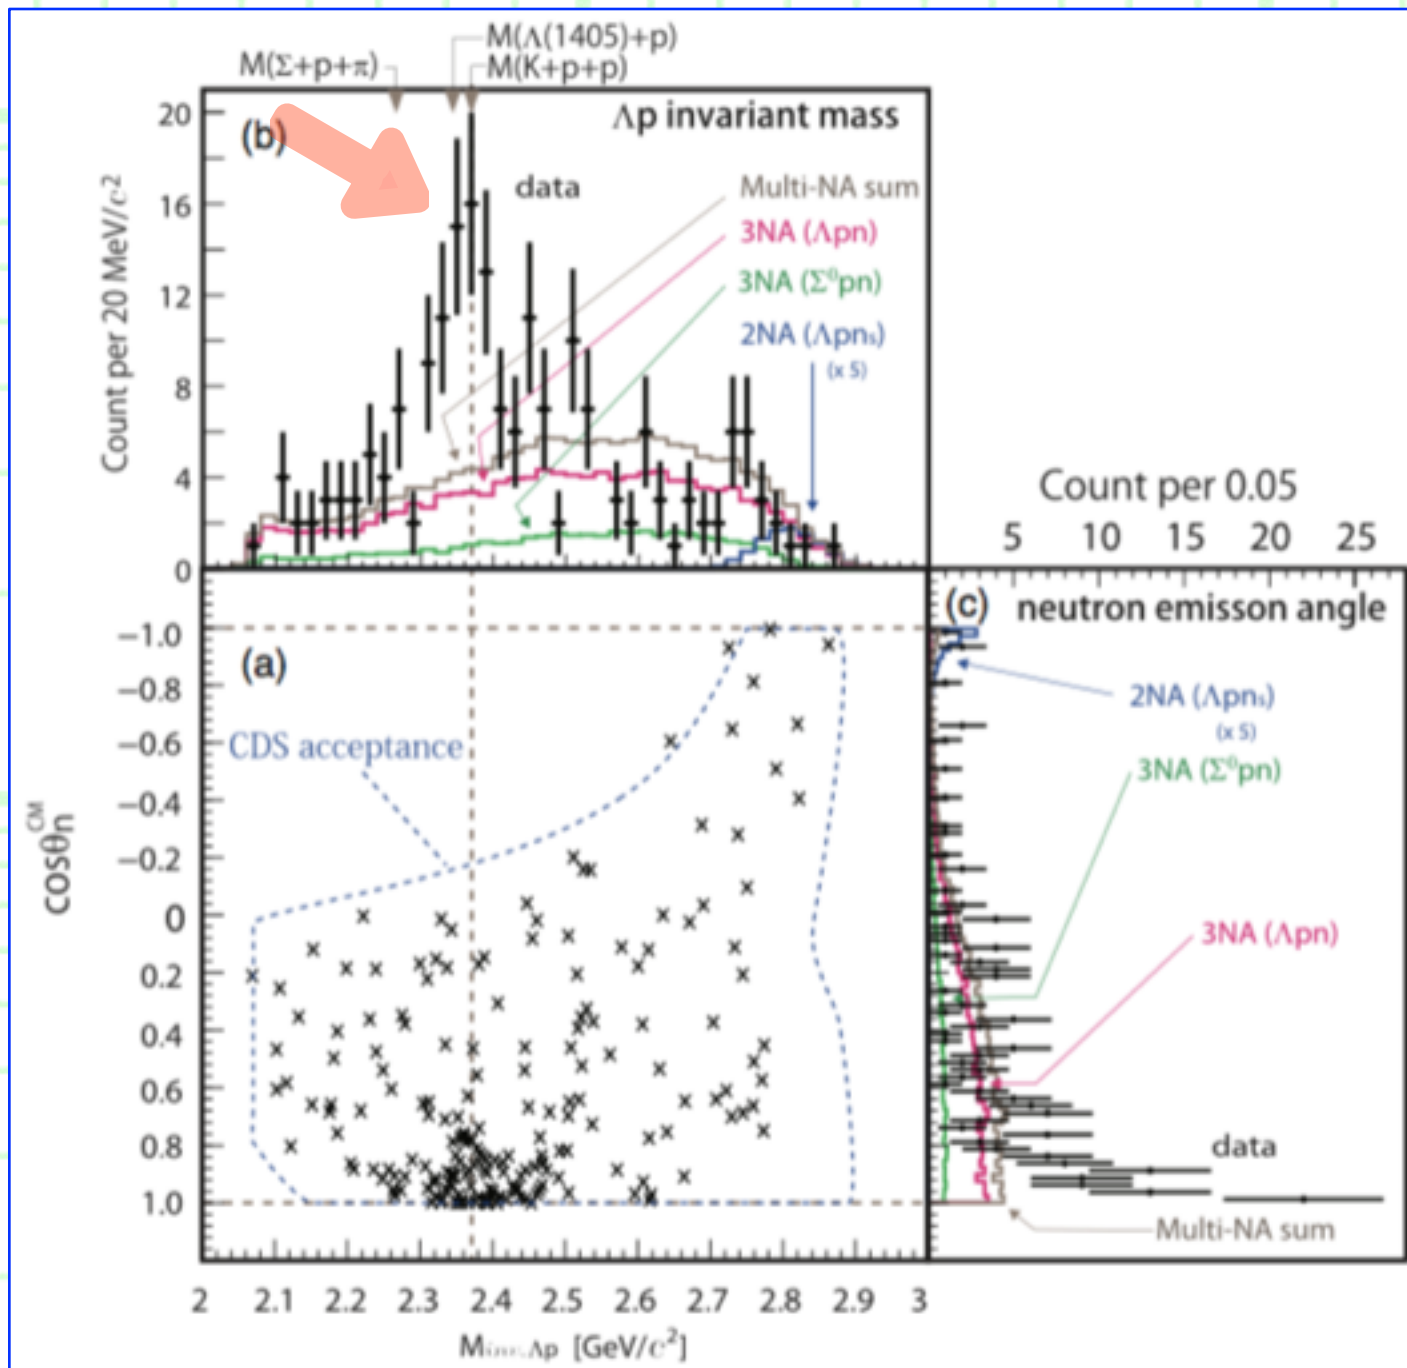 M(Λ(1405)+p)
M(Σ+p+π)
M(K+p+p)
(b)
Λp invariant mass
20
16
12
8
4
0
Count per 20 MeV/c²
data
Multi-NA sum
3NA (Λpn)
3NA (Σ⁰pn)
2NA (Λpnₛ)
(x 5)
Count per 0.05
5 10 15 20 25
(c) neutron emisson angle
2NA (Λpnₛ)
(x 5)
3NA (Σ⁰pn)
3NA (Λpn)
data
Multi-NA sum
(a)
CDS acceptance
cosθn CM
−1.0
−0.8
−0.6
−0.4
−0.2
0
0.2
0.4
0.6
0.8
1.0
2 2.1 2.2 2.3 2.4 2.5 2.6 2.7 2.8 2.9 3
Minv.Λp [GeV/c²]